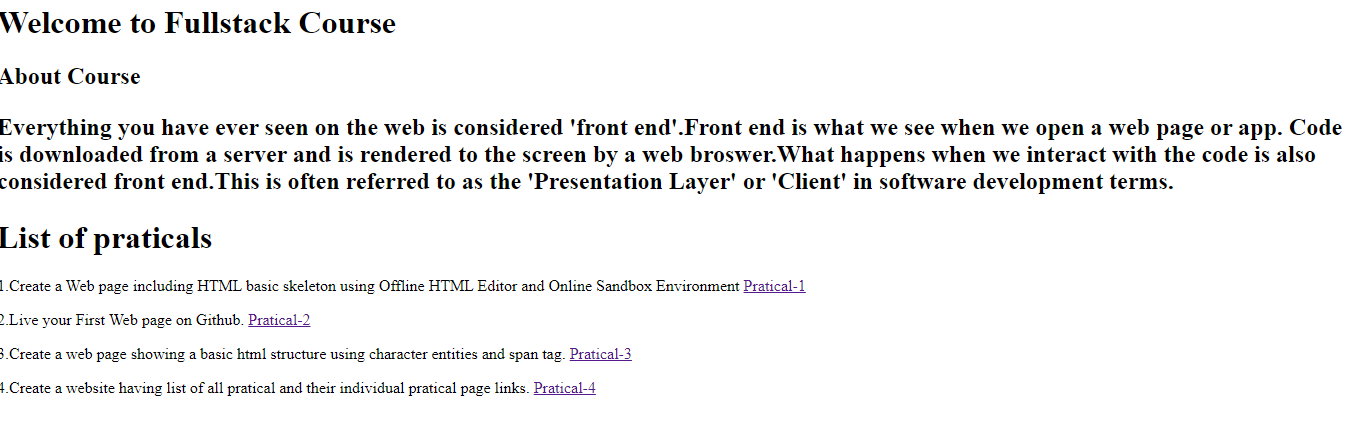 Welcome to Fullstack Course
About Course
Everything you have ever seen on the web is considered 'front end'.Front end is what we see when we open a web page or app. Code
is downloaded from a server and is rendered to the screen by a web broswer.What happens when we interact with the code is also
considered front end.This is often referred to as the 'Presentation Layer' or 'Client' in software development terms.
List of praticals
1.Create a Web page including HTML basic skeleton using Offline HTML Editor and Online Sandbox Environment Pratical-1
2.Live your First Web page on Github. Pratical-2
3.Create a web page showing a basic html structure using character entities and span tag. Pratical-3
4.Create a website having list of all pratical and their individual pratical page links. Pratical-4